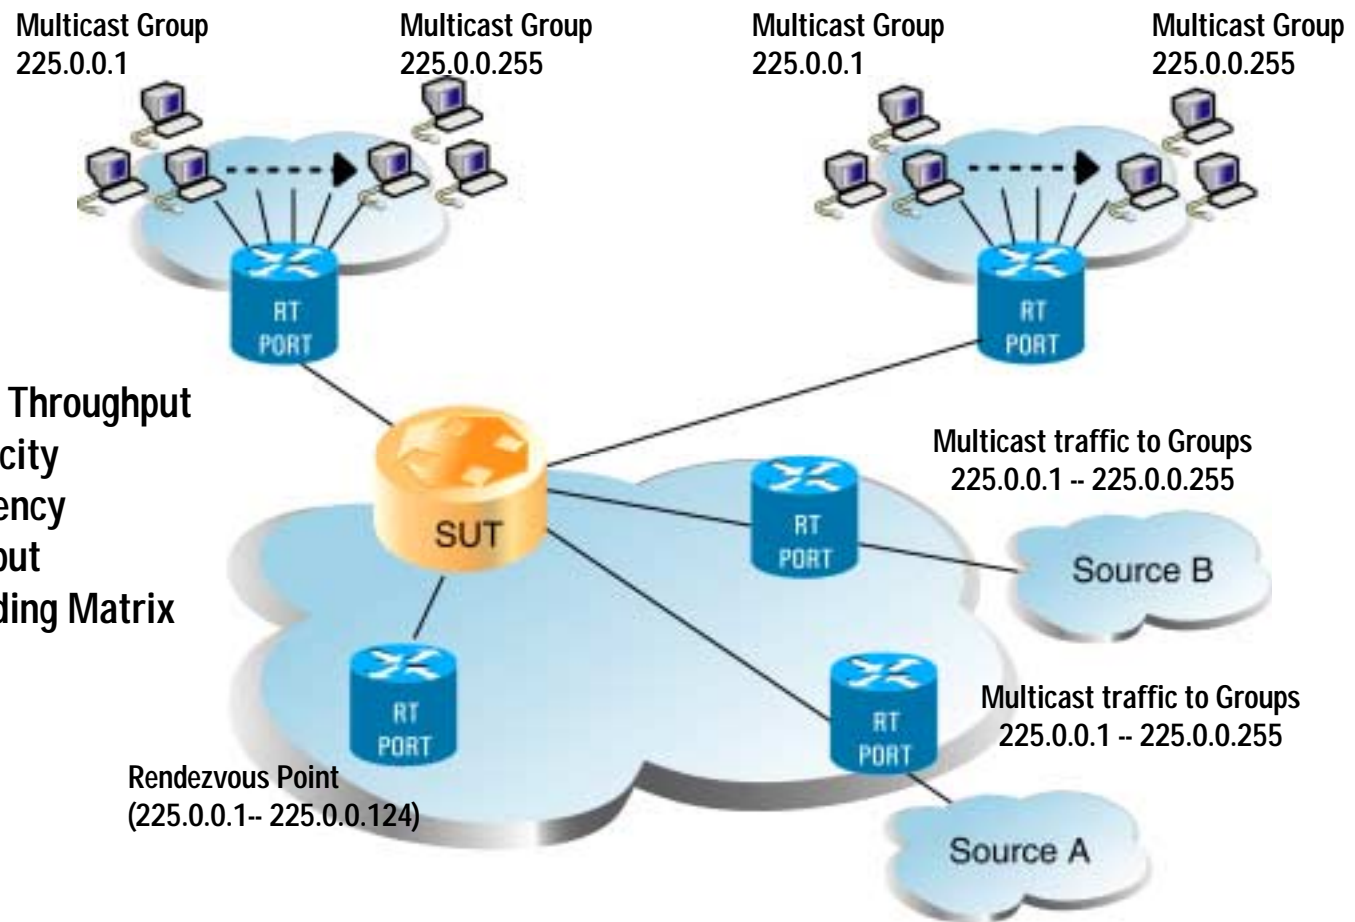 Multicast Group
225.0.0.1
Multicast Group
225.0.0.255
Multicast Group
225.0.0.1
Multicast Group
225.0.0.255
RT
PORT
RT
PORT
Throughput
city
ency
put
ding Matrix
SUT
Multicast traffic to Groups
225.0.0.1 -- 225.0.0.255
RT
PORT
Source B
RT
PORT
Rendezvous Point
(225.0.0.1-- 225.0.0.124)
RT
PORT
Multicast traffic to Groups
225.0.0.1 -- 225.0.0.255
Source A